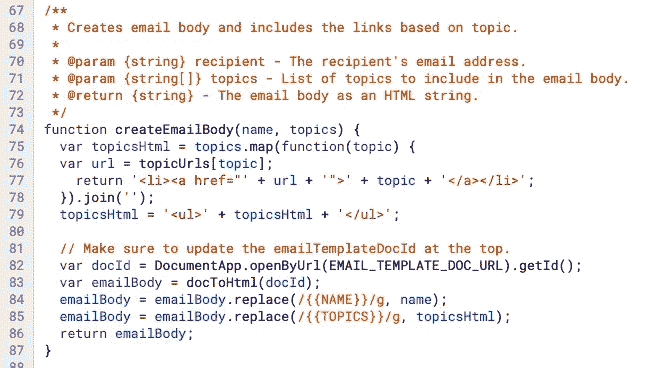 67 /**
68  * Creates email body and includes the links based on topic.
69  *
70  * @param {string} recipient - The recipient's email address.
71  * @param {string[]} topics - List of topics to include in the email body.
72  * @return {string} - The email body as an HTML string.
73  */
74 function createEmailBody(name, topics) {
75   var topicsHtml = topics.map(function(topic) {
76   var url = topicUrls[topic];
77     return '<li><a href="' + url + '">' + topic + '</a></li>';
78   }).join('');
79   topicsHtml = '<ul>' + topicsHtml + '</ul>';
80
81   // Make sure to update the emailTemplateDocId at the top.
82   var docId = DocumentApp.openByUrl(EMAIL_TEMPLATE_DOC_URL).getId();
83   var emailBody = docToHtml(docId);
84   emailBody = emailBody.replace(/{{NAME}}/g, name);
85   emailBody = emailBody.replace(/{{TOPICS}}/g, topicsHtml);
86   return emailBody;
87 }
88